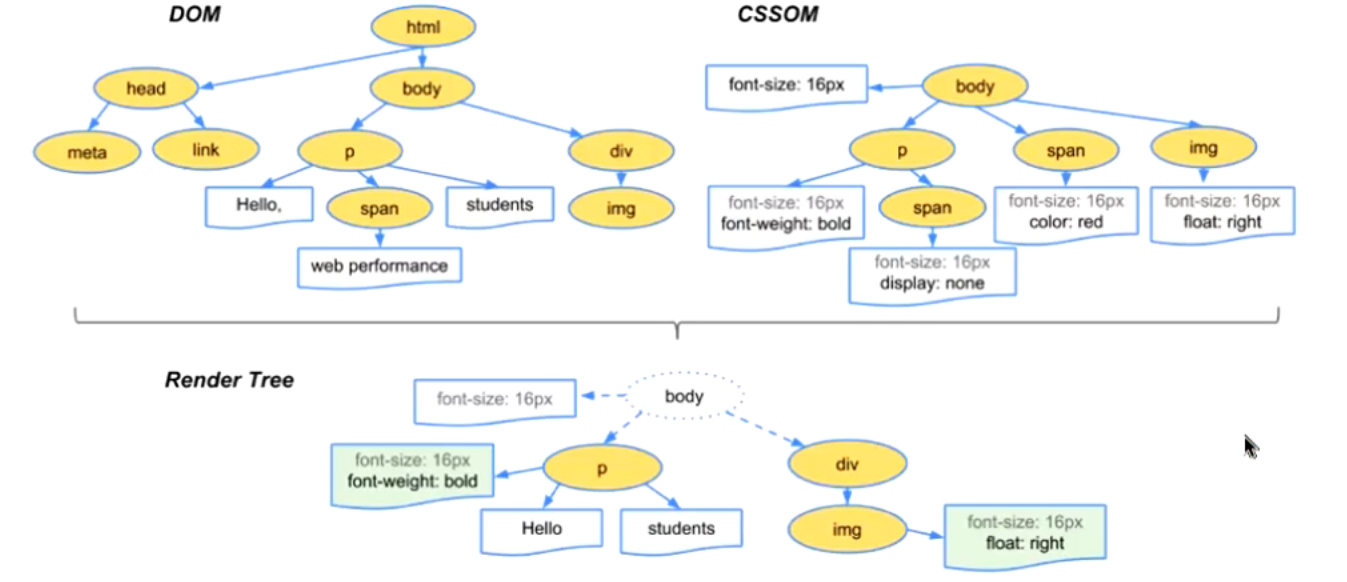 DOM
CSSOM
html
head
body
meta
link
p
div
Hello,
span
students
img
web performance
font-size: 16px
body
p
span
img
font-size: 16px
font-weight: bold
span
font-size: 16px
color: red
font-size: 16px
float: right
font-size: 16px
display: none
Render Tree
font-size: 16px
body
font-size: 16px
font-weight: bold
p
div
Hello
students
img
font-size: 16px
float: right